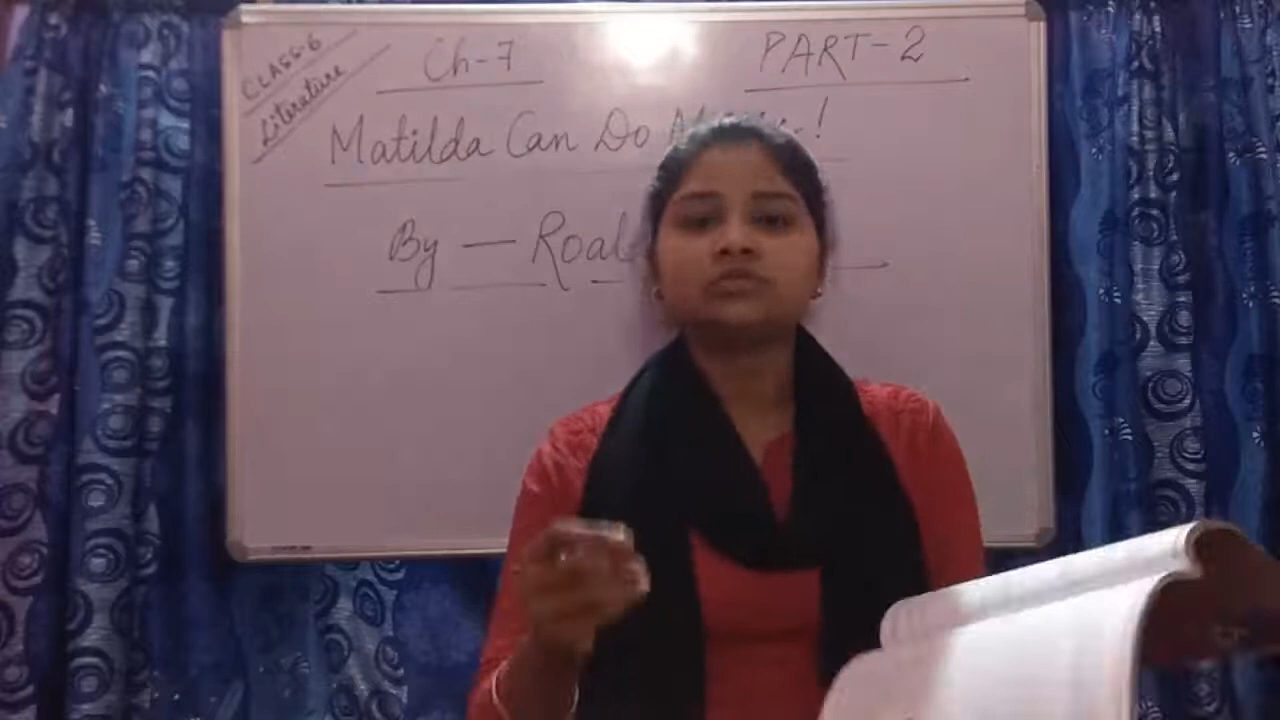 CLASS-6
Literature
Ch-7
PART-2
Matilda Can Do
By — Roal